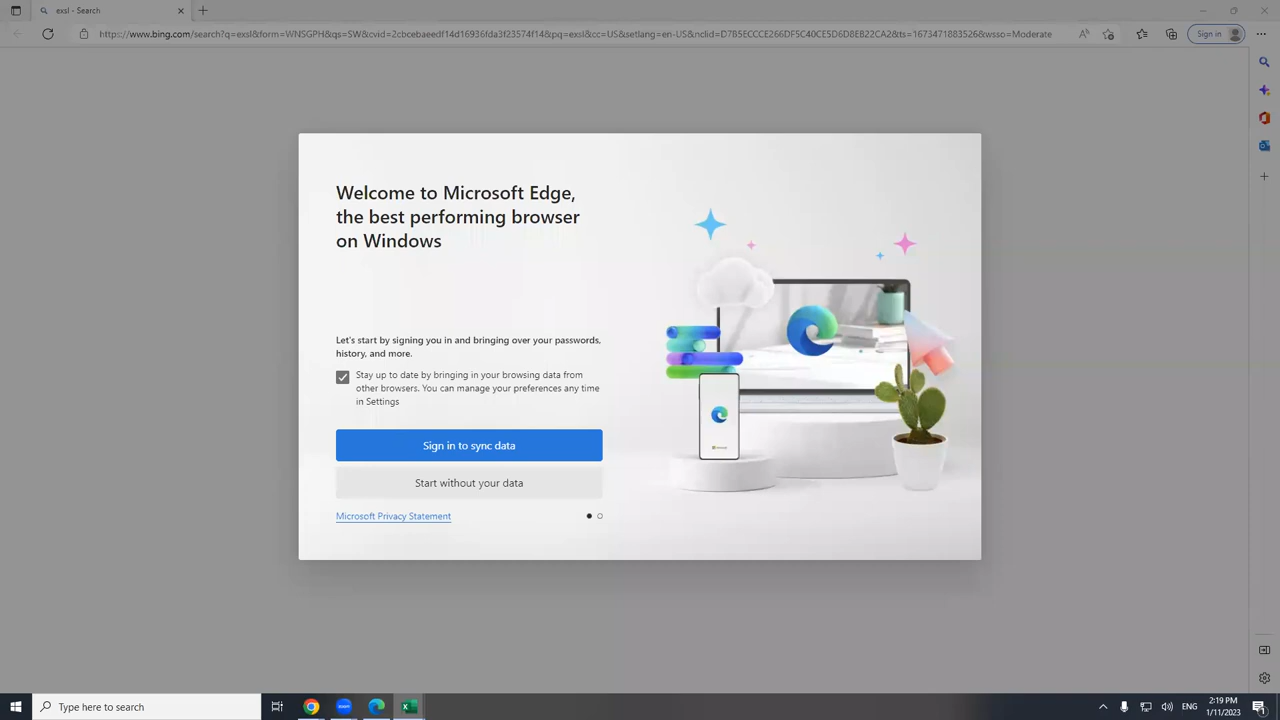 exsl - Search
https://www.bing.com/search?q=exsl&form=WNSGPH&qs=SW&cvid=2cbcebaeedf14d16936fda3f23574f14&pq=exsl&cc=US&setlang=en-US&nclid=D7B5ECCCE266DF5C40CE5D6D8E822CA2&ts=1673471883526&wsso=Moderate
Sign in
Welcome to Microsoft Edge,
the best performing browser
on Windows
Let's start by signing you in and bringing over your passwords,
history, and more.
Stay up to date by bringing in your browsing data from
other browsers. You can manage your preferences any time
in Settings
Sign in to sync data
Start without your data
Microsoft Privacy Statement
Type here to search
zoom
ENG
2:19 PM
1/11/2023
1